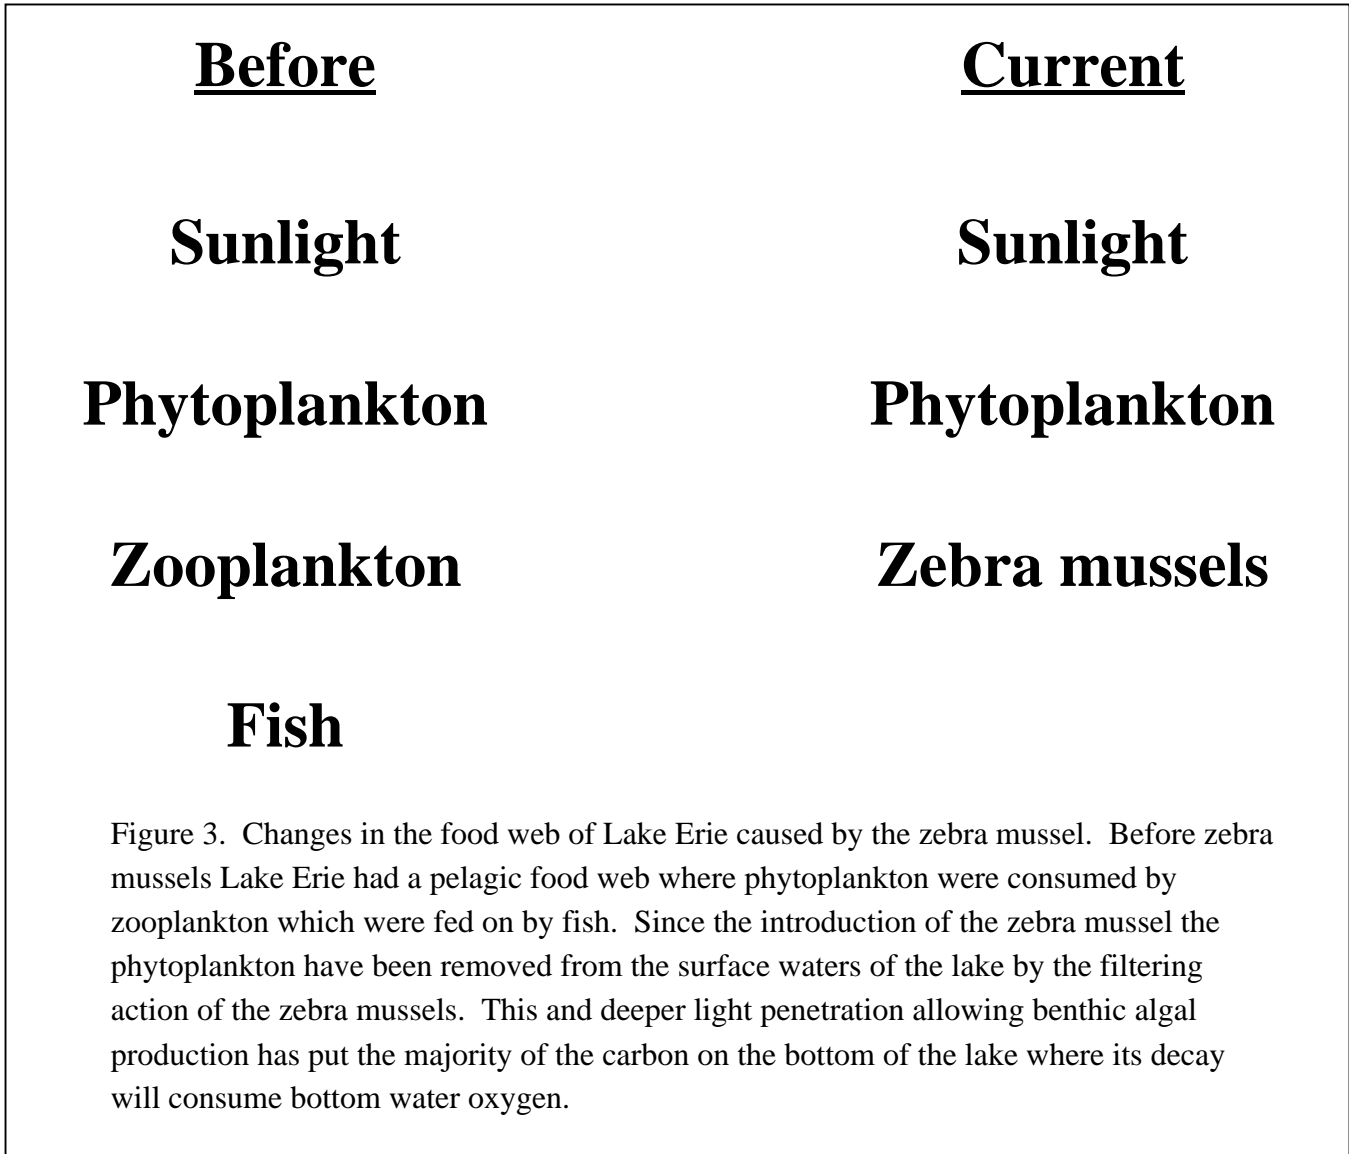 Before Current
Sunlight Sunlight
Phytoplankton Phytoplankton
Zooplankton Zebra mussels
Fish
Figure 3.  Changes in the food web of Lake Erie caused by the zebra mussel.  Before zebra
mussels Lake Erie had a pelagic food web where phytoplankton were consumed by
zooplankton which were fed on by fish.  Since the introduction of the zebra mussel the
phytoplankton have been removed from the surface waters of the lake by the filtering
action of the zebra mussels.  This and deeper light penetration allowing benthic algal
production has put the majority of the carbon on the bottom of the lake where its decay
will consume bottom water oxygen.